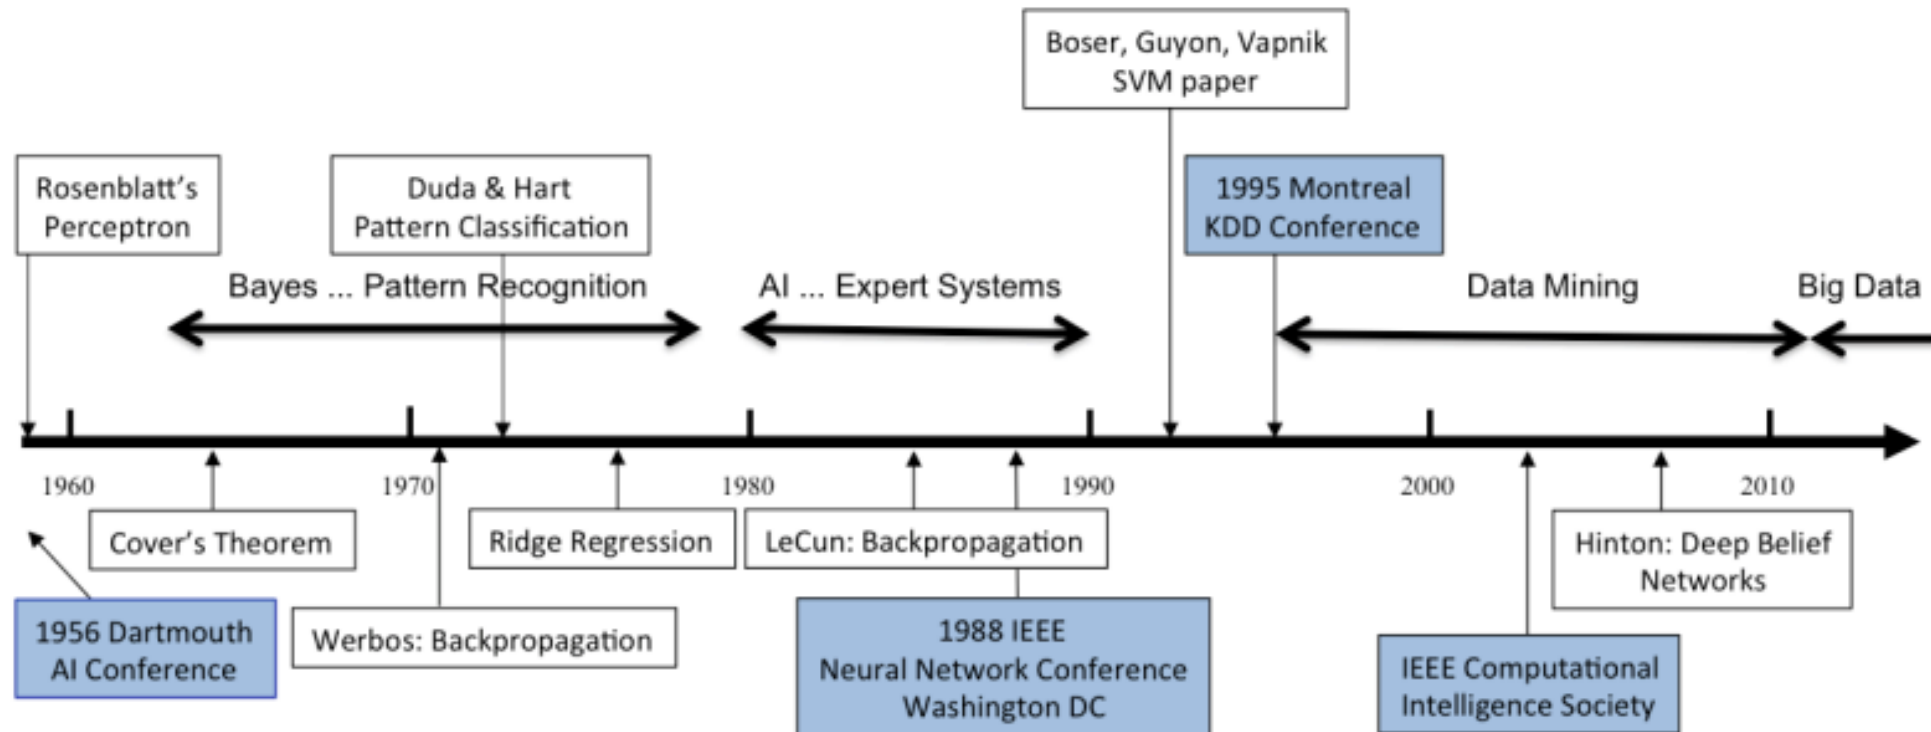 Boser, Guyon, Vapnik
SVM paper
Rosenblatt's
Perceptron
Duda & Hart
Pattern Classification
1995 Montreal
KDD Conference
Bayes ... Pattern Recognition
AI ... Expert Systems
Data Mining
Big Data
1960
1970
1980
1990
2000
2010
Cover's Theorem
Ridge Regression
LeCun: Backpropagation
Hinton: Deep Belief
Networks
1956 Dartmouth
AI Conference
Werbos: Backpropagation
1988 IEEE
Neural Network Conference
Washington DC
IEEE Computational
Intelligence Society